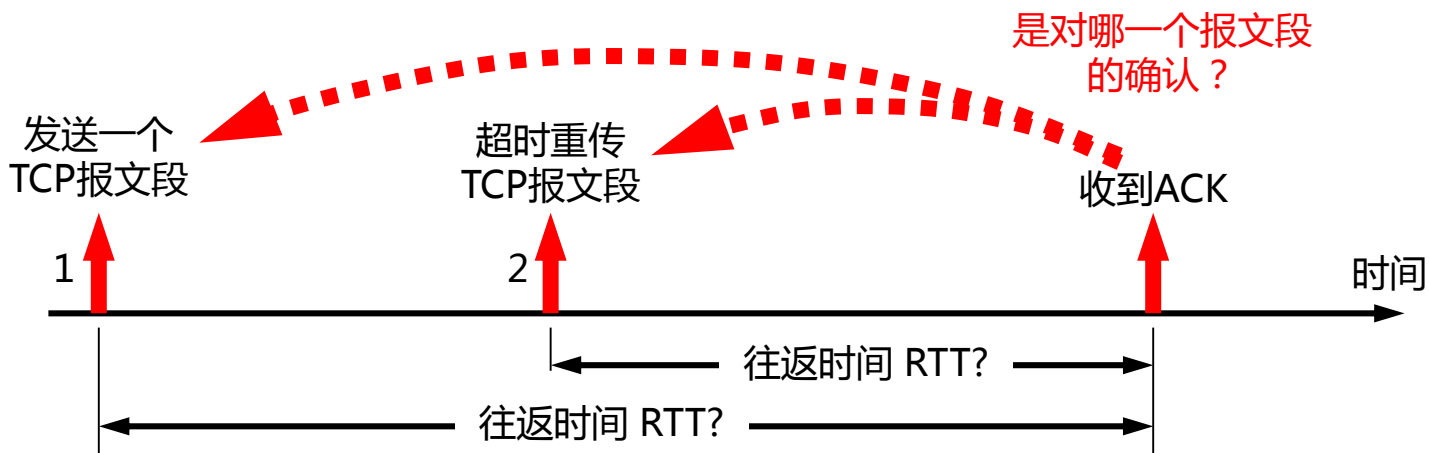 是对哪一个报文段
的确认？
发送一个
TCP报文段
超时重传
TCP报文段
收到ACK
1
2
时间
往返时间 RTT?
往返时间 RTT?